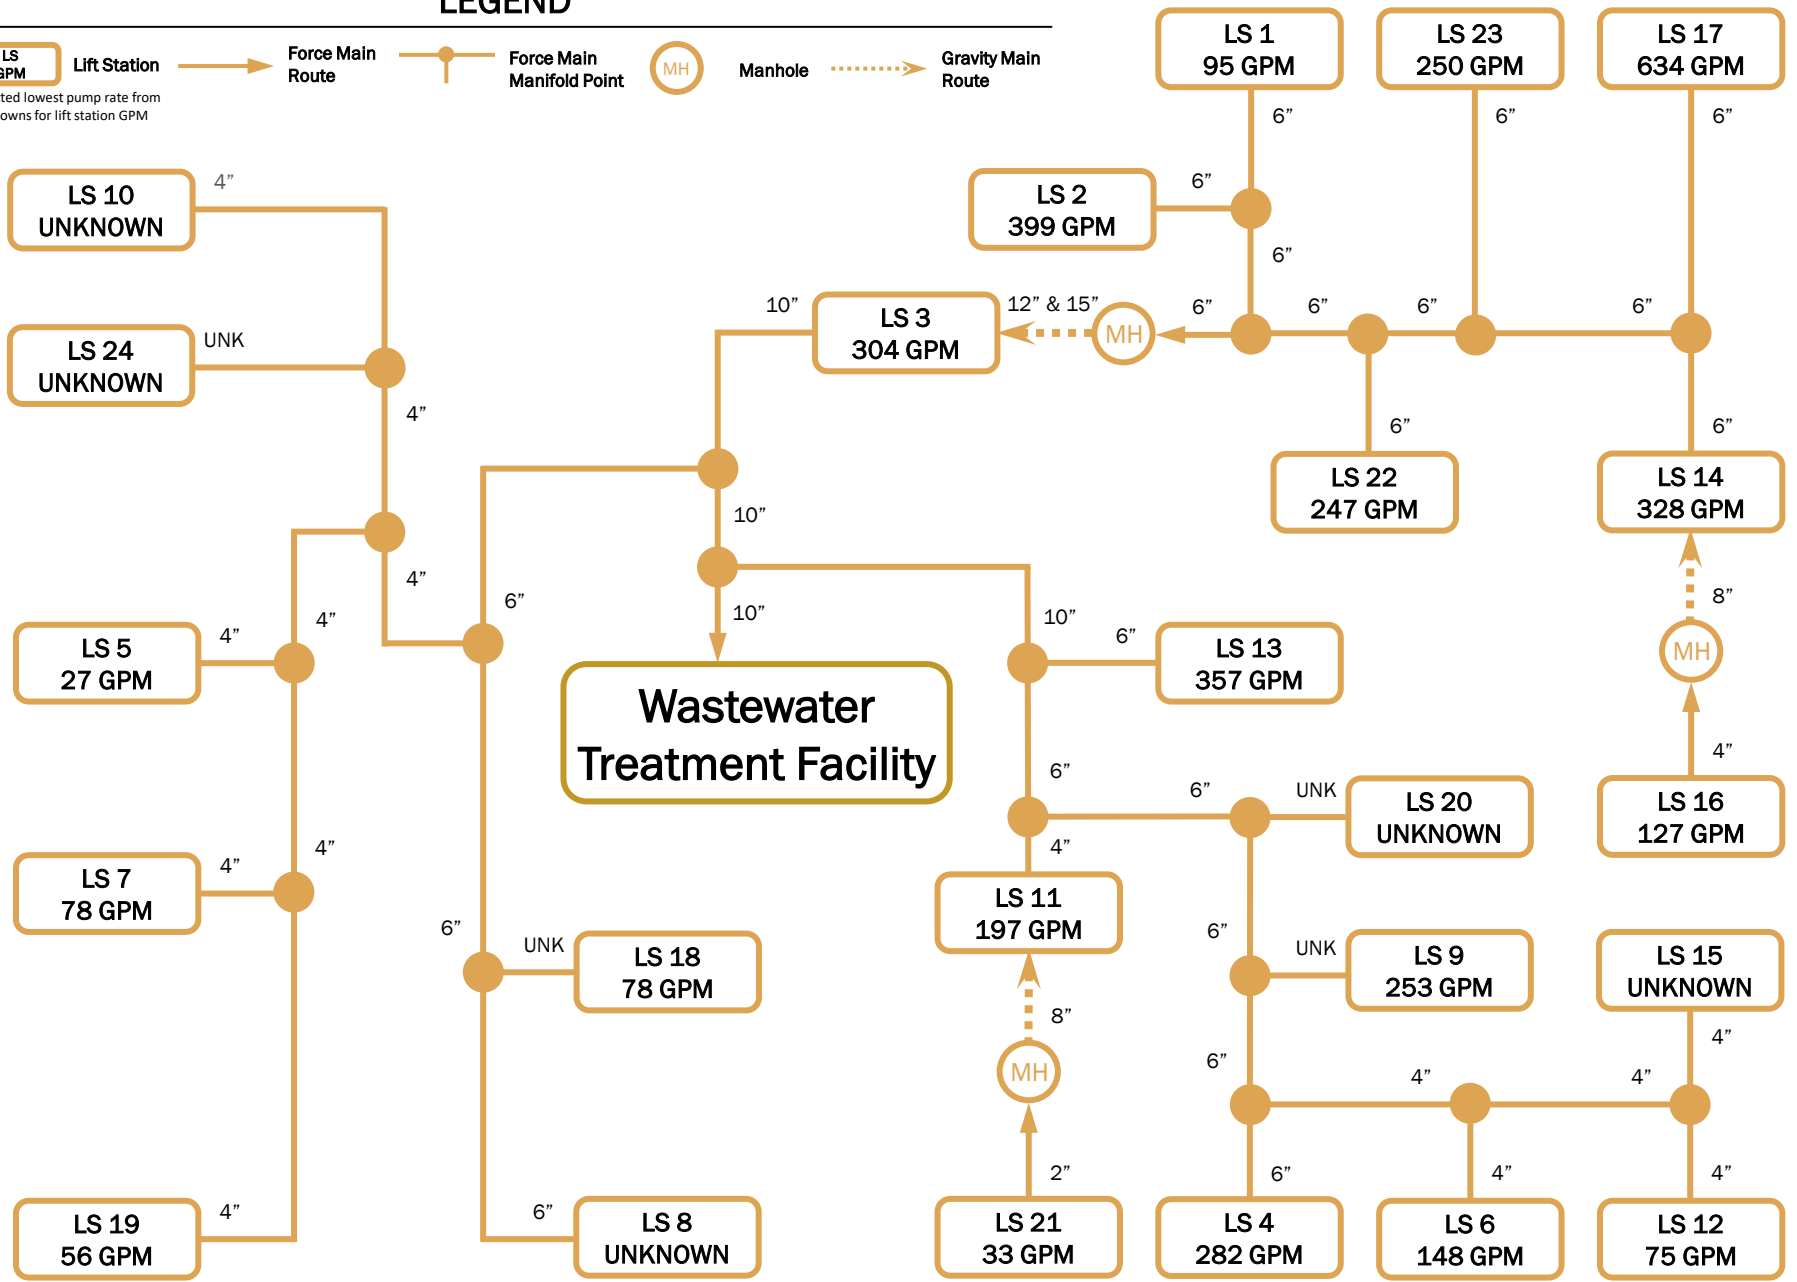 LEGEND
LS
GPM
Lift Station
Force Main
Route
Force Main
Manifold Point
MH
Manhole
Gravity Main
Route
lowest pump rate from
for lift station GPM
LS 1
95 GPM
6”
LS 23
250 GPM
6”
LS 17
634 GPM
6”
LS 10
UNKNOWN
4”
LS 2
399 GPM
6”
6”
LS 24
UNKNOWN
UNK
4”
10”
LS 3
304 GPM
12” & 15”
MH
6”
6”
6”
6”
6”
LS 22
247 GPM
6”
LS 14
328 GPM
10”
4”
6”
10”
8”
MH
4”
LS 16
127 GPM
LS 5
27 GPM
4”
4”
Wastewater
Treatment Facility
10”
6”
LS 13
357 GPM
6”
6”
UNK
LS 20
UNKNOWN
4”
LS 7
78 GPM
4”
4”
LS 11
197 GPM
6”
UNK
LS 9
253 GPM
LS 15
UNKNOWN
4”
6”
UNK
LS 18
78 GPM
8”
MH
6”
4”
4”
2”
6”
4”
4”
LS 19
56 GPM
4”
6”
LS 8
UNKNOWN
LS 21
33 GPM
LS 4
282 GPM
LS 6
148 GPM
LS 12
75 GPM